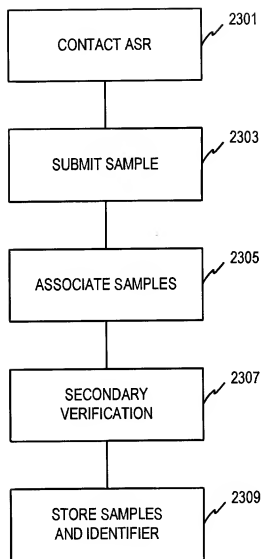 CONTACT ASR
2301
SUBMIT SAMPLE
2303
ASSOCIATE SAMPLES
2305
SECONDARY
VERIFICATION
2307
STORE SAMPLES
AND IDENTIFIER
2309